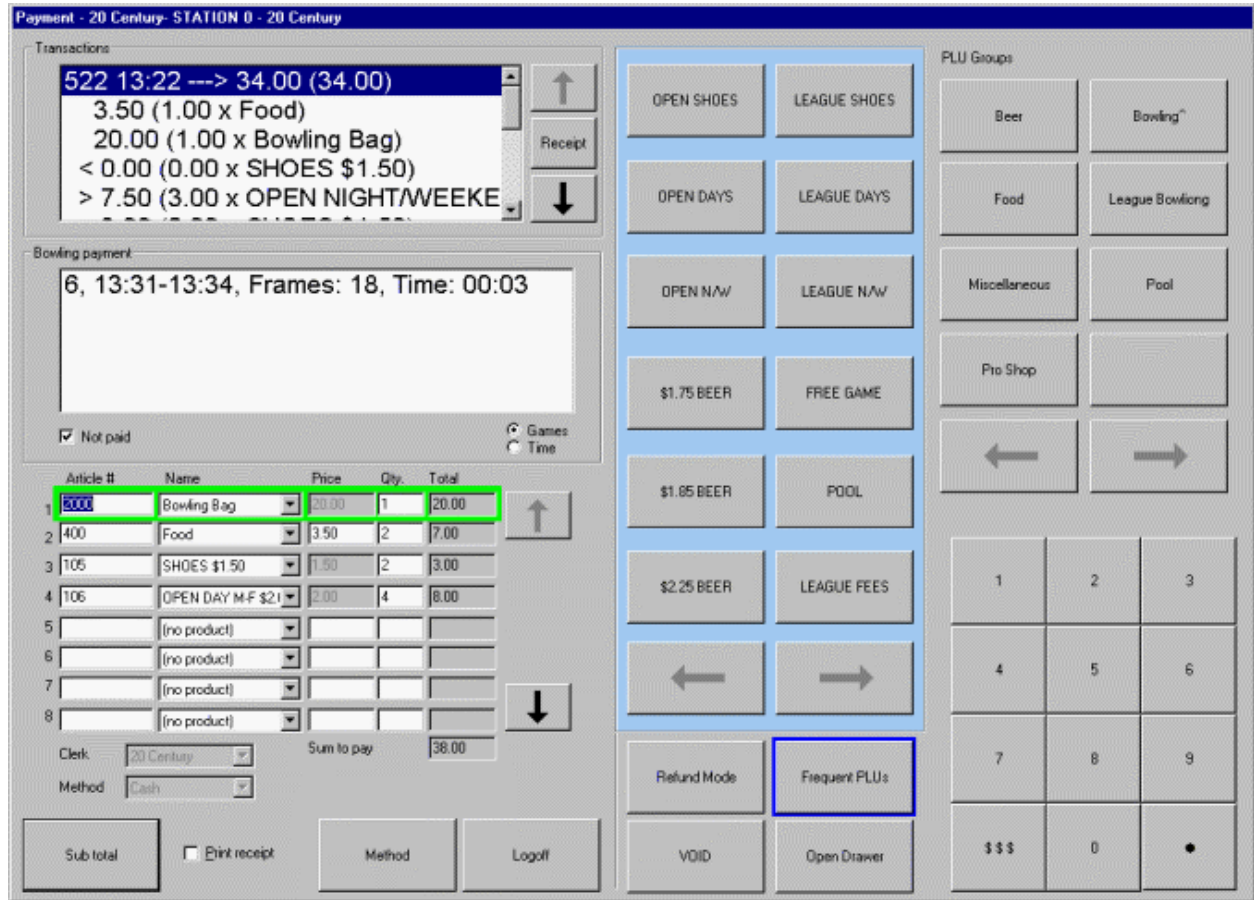 Payment - 20 Century- STATION 0 - 20 Century
Transactions
522 13:22 ---> 34.00 (34.00)
3.50 (1.00 x Food)
20.00 (1.00 x Bowling Bag)
< 0.00 (0.00 x SHOES $1.50)
> 7.50 (3.00 x OPEN NIGHT/WEEKE
Receipt
Bowling payment
6, 13:31-13:34, Frames: 18, Time: 00:03
Not paid
Games
Time
Article # Name Price Qty. Total
1 2000 Bowling Bag 20.00 1 20.00
2 400 Food 3.50 2 7.00
3 105 SHOES $1.50 1.50 2 3.00
4 106 OPEN DAY M-F $2.0 2.00 4 8.00
5 (no product)
6 (no product)
7 (no product)
8 (no product)
Clerk 20 Century Sum to pay 38.00
Method Cash
Sub total Print receipt Method Logoff
OPEN SHOES LEAGUE SHOES
OPEN DAYS LEAGUE DAYS
OPEN N/W LEAGUE N/W
$1.75 BEER FREE GAME
$1.85 BEER POOL
$2.25 BEER LEAGUE FEES
Refund Mode Frequent PLUs
VOID Open Drawer
PLU Groups
Beer Bowling^
Food League Bowliong
Miscellaneous Pool
Pro Shop
1 2 3
4 5 6
7 8 9
$$$ 0 •